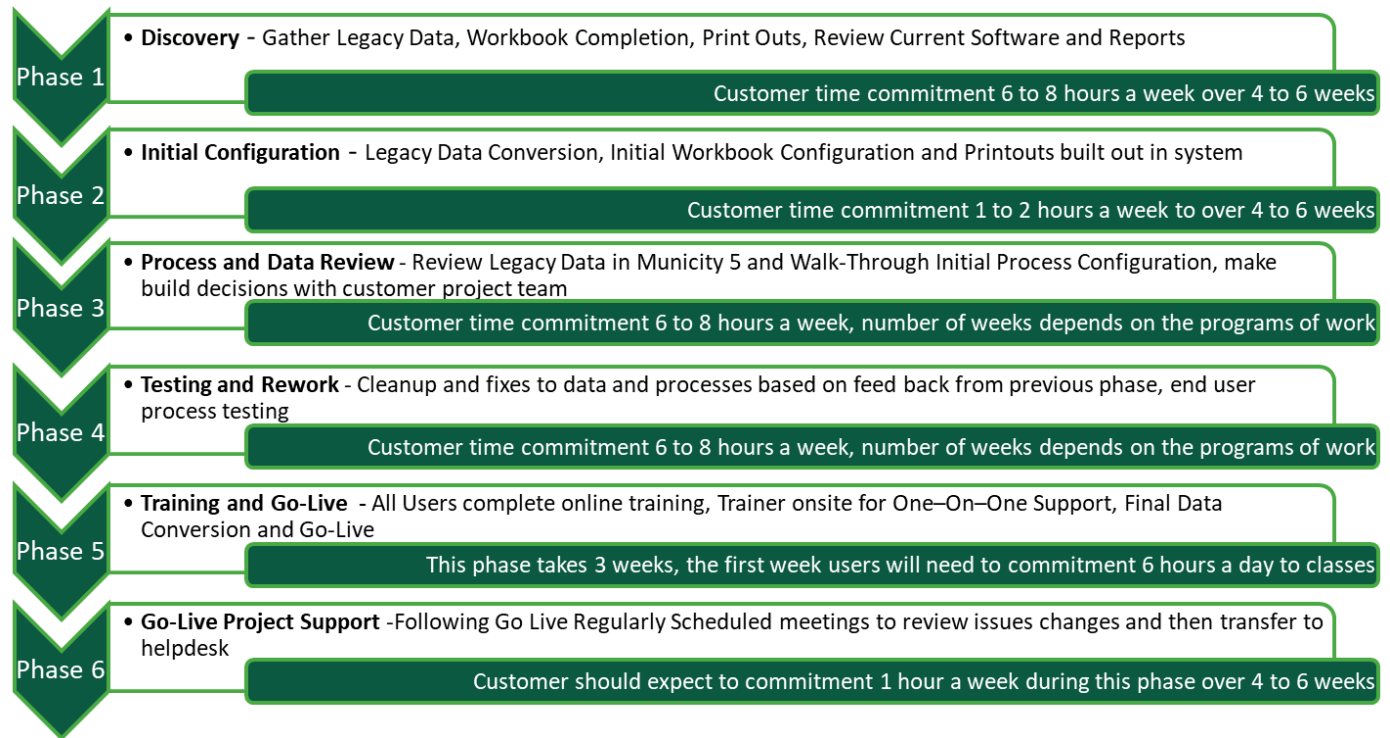 Phase 1
• Discovery - Gather Legacy Data, Workbook Completion, Print Outs, Review Current Software and Reports
Customer time commitment 6 to 8 hours a week over 4 to 6 weeks
Phase 2
• Initial Configuration - Legacy Data Conversion, Initial Workbook Configuration and Printouts built out in system
Customer time commitment 1 to 2 hours a week to over 4 to 6 weeks
Phase 3
• Process and Data Review - Review Legacy Data in Municity 5 and Walk-Through Initial Process Configuration, make
build decisions with customer project team
Customer time commitment 6 to 8 hours a week, number of weeks depends on the programs of work
Phase 4
• Testing and Rework - Cleanup and fixes to data and processes based on feed back from previous phase, end user
process testing
Customer time commitment 6 to 8 hours a week, number of weeks depends on the programs of work
Phase 5
• Training and Go-Live - All Users complete online training, Trainer onsite for One–On–One Support, Final Data
Conversion and Go-Live
This phase takes 3 weeks, the first week users will need to commitment 6 hours a day to classes
Phase 6
• Go-Live Project Support -Following Go Live Regularly Scheduled meetings to review issues changes and then transfer to
helpdesk
Customer should expect to commitment 1 hour a week during this phase over 4 to 6 weeks